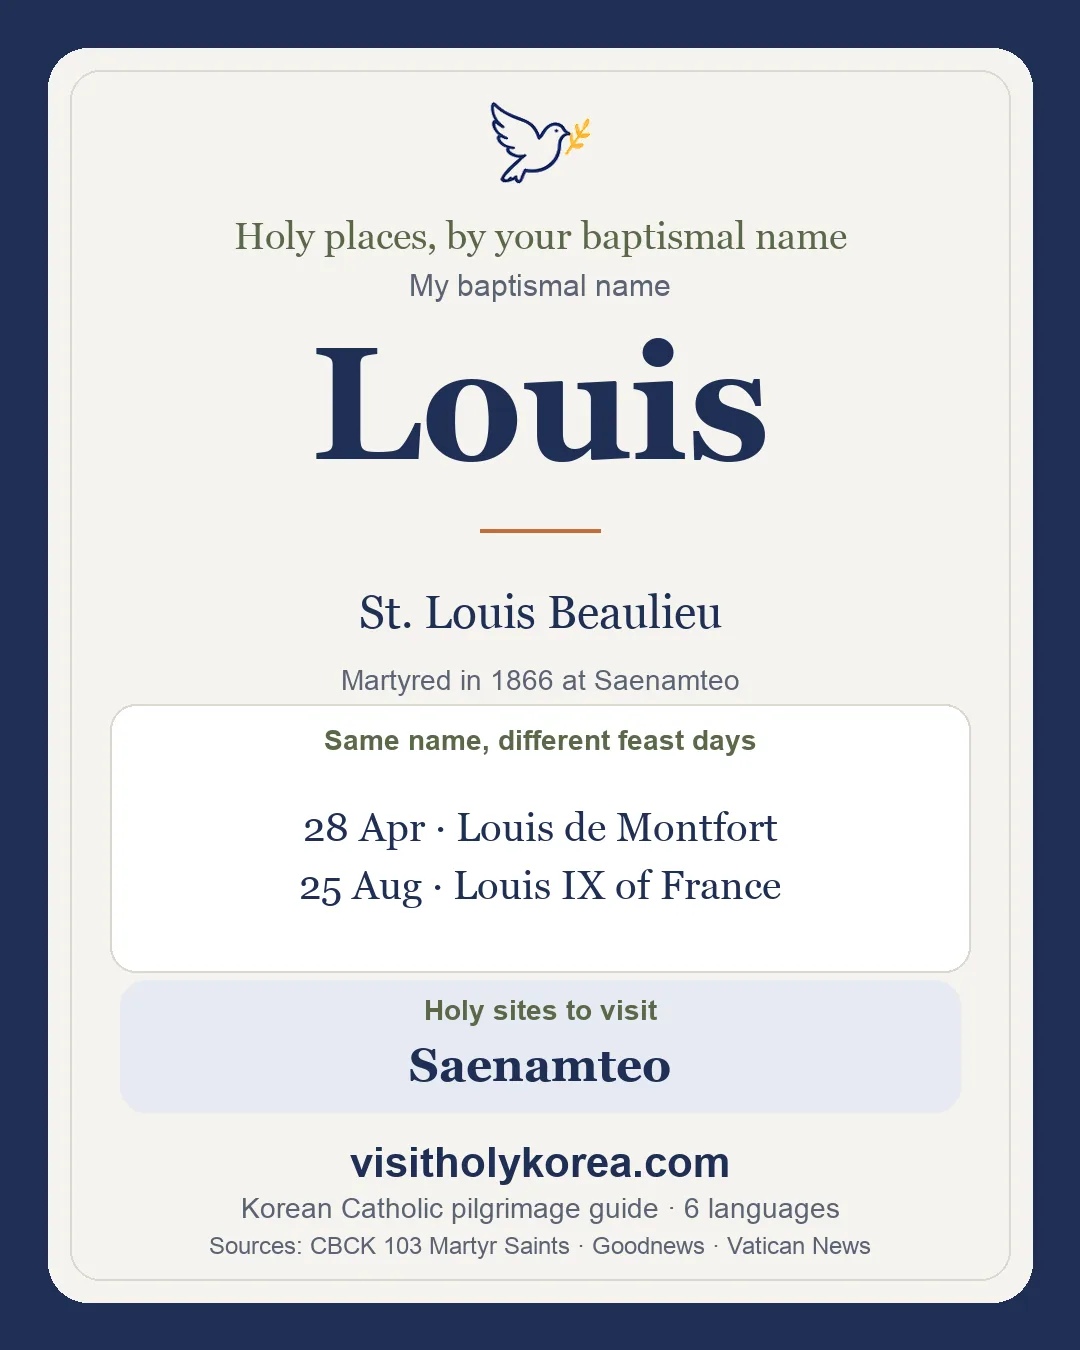 Holy places, by your baptismal name
My baptismal name
Louis
St. Louis Beaulieu
Martyred in 1866 at Saenamteo
Same name, different feast days
28 Apr · Louis de Montfort
25 Aug · Louis IX of France
Holy sites to visit
Saenamteo
visitholykorea.com
Korean Catholic pilgrimage guide · 6 languages
Sources: CBCK 103 Martyr Saints · Goodnews · Vatican News